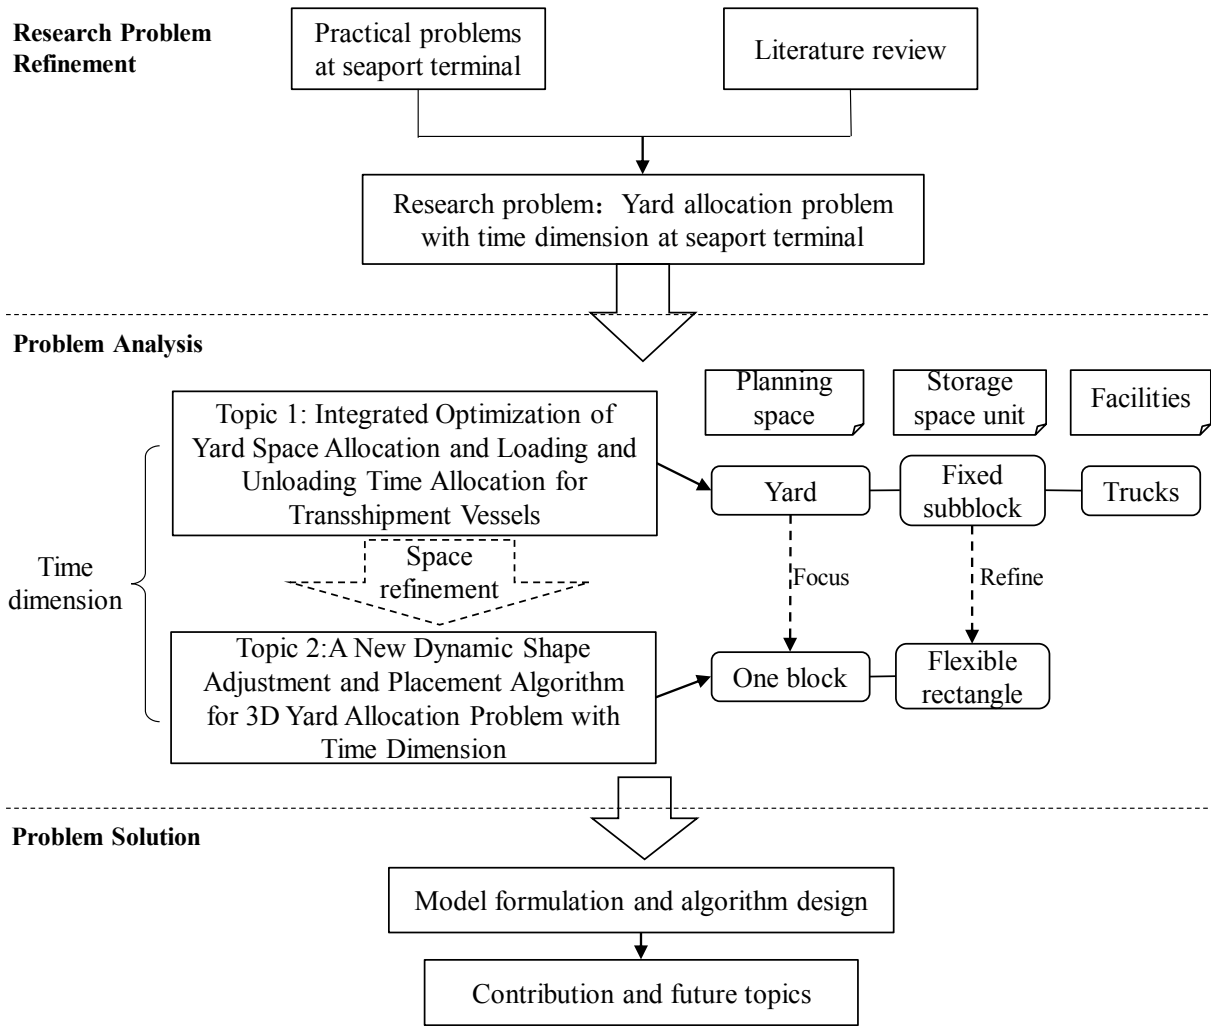 Research Problem
Refinement
Practical problems
at seaport terminal
Literature review
Research problem： Yard allocation problem
with time dimension at seaport terminal
Problem Analysis
Planning
space
Storage
space unit
Facilities
Topic 1: Integrated Optimization of
Yard Space Allocation and Loading and
Unloading Time Allocation for
Transshipment Vessels
Yard
Fixed
subblock
Trucks
Time
dimension
Space
refinement
Focus
Refine
Topic 2:A New Dynamic Shape
Adjustment and Placement Algorithm
for 3D Yard Allocation Problem with
Time Dimension
One block
Flexible
rectangle
Problem Solution
Model formulation and algorithm design
Contribution and future topics